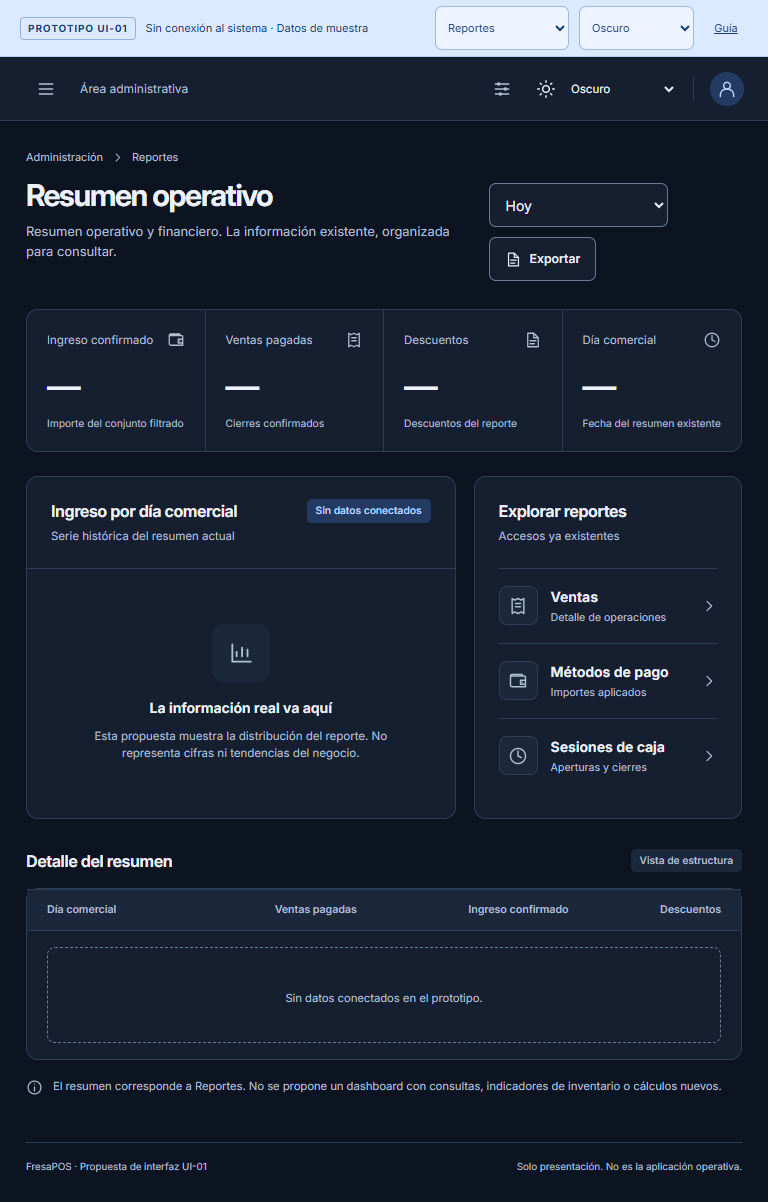 PROTOTIPO UI-01 Sin conexión al sistema · Datos de muestra Reportes Oscuro Guía
Área administrativa Oscuro
Administración Reportes
Resumen operativo
Resumen operativo y financiero. La información existente, organizada
para consultar.
Hoy
Exportar
Ingreso confirmado Ventas pagadas Descuentos Día comercial
— — — —
Importe del conjunto filtrado Cierres confirmados Descuentos del reporte Fecha del resumen existente
Ingreso por día comercial Sin datos conectados
Serie histórica del resumen actual
La información real va aquí
Esta propuesta muestra la distribución del reporte. No
representa cifras ni tendencias del negocio.
Explorar reportes
Accesos ya existentes
Ventas
Detalle de operaciones
Métodos de pago
Importes aplicados
Sesiones de caja
Aperturas y cierres
Detalle del resumen Vista de estructura
Día comercial Ventas pagadas Ingreso confirmado Descuentos
Sin datos conectados en el prototipo.
El resumen corresponde a Reportes. No se propone un dashboard con consultas, indicadores de inventario o cálculos nuevos.
FresaPOS · Propuesta de interfaz UI-01 Solo presentación. No es la aplicación operativa.